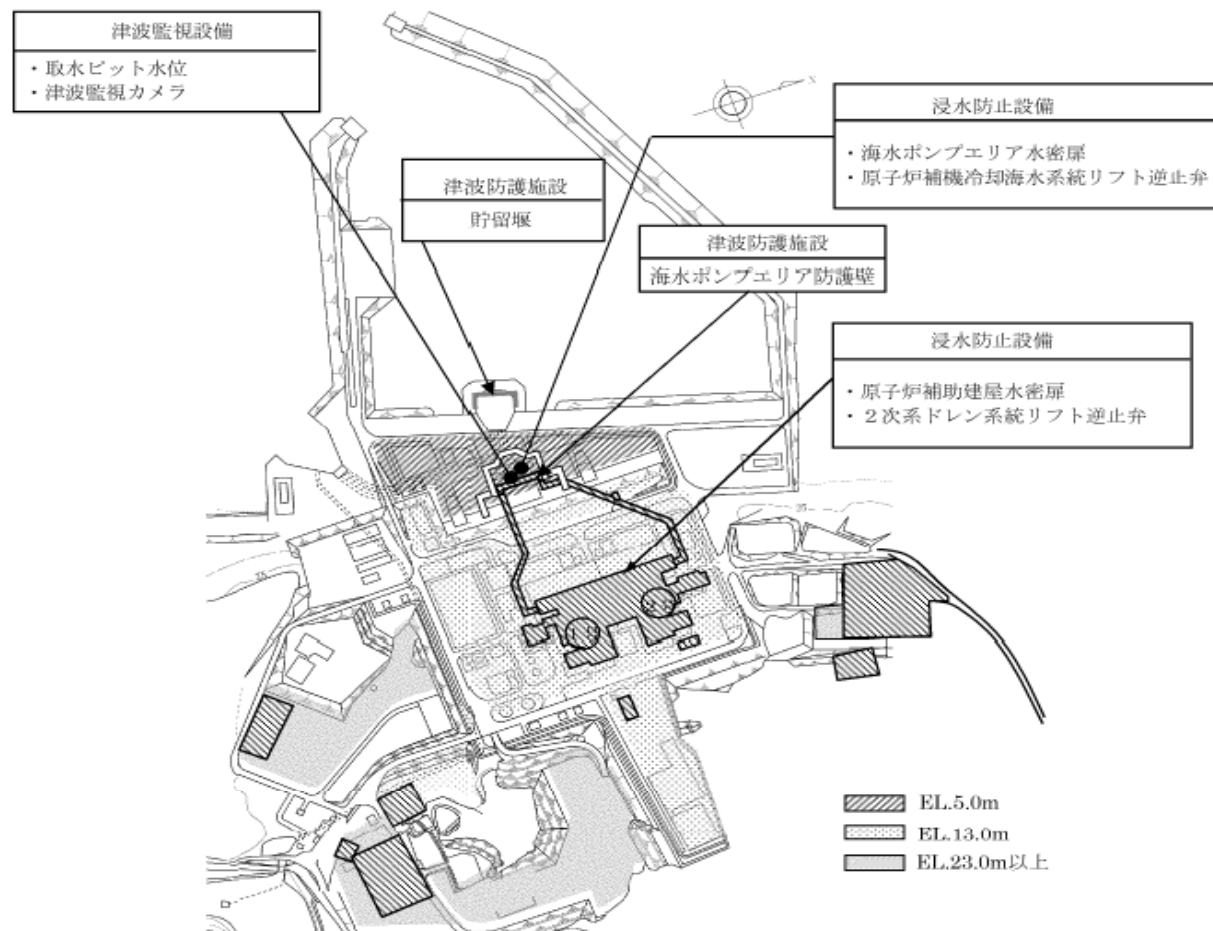 津波監視設備
・取水ピット水位
・津波監視カメラ
津波防護施設
貯留堰
浸水防止設備
・海水ポンプエリア水密扉
・原子炉補機冷却海水系統リフト逆止弁
津波防護施設
海水ポンプエリア防護壁
浸水防止設備
・原子炉補助建屋水密扉
・２次系ドレン系統リフト逆止弁
EL.5.0m
EL.13.0m
EL.23.0m以上